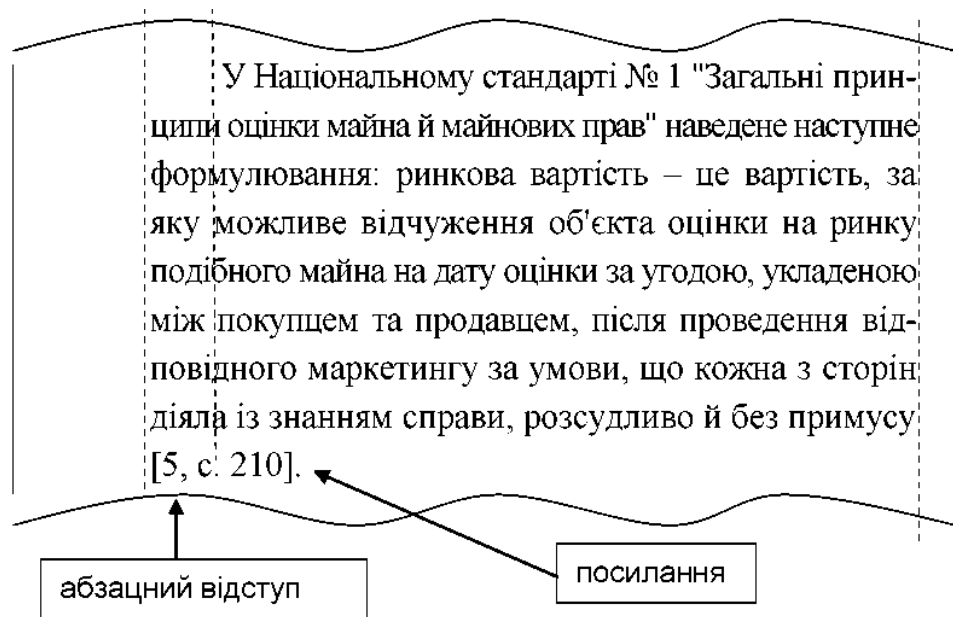 У Національному стандарті № 1 "Загальні прин-
ципи оцінки майна й майнових прав" наведене наступне
формулювання: ринкова вартість – це вартість, за
яку можливе відчуження об'єкта оцінки на ринку
подібного майна на дату оцінки за угодою, укладеною
між покупцем та продавцем, після проведення від-
повідного маркетингу за умови, що кожна з сторін
діяла із знанням справи, розсудливо й без примусу
[5, с. 210].
абзацний відступ
посилання